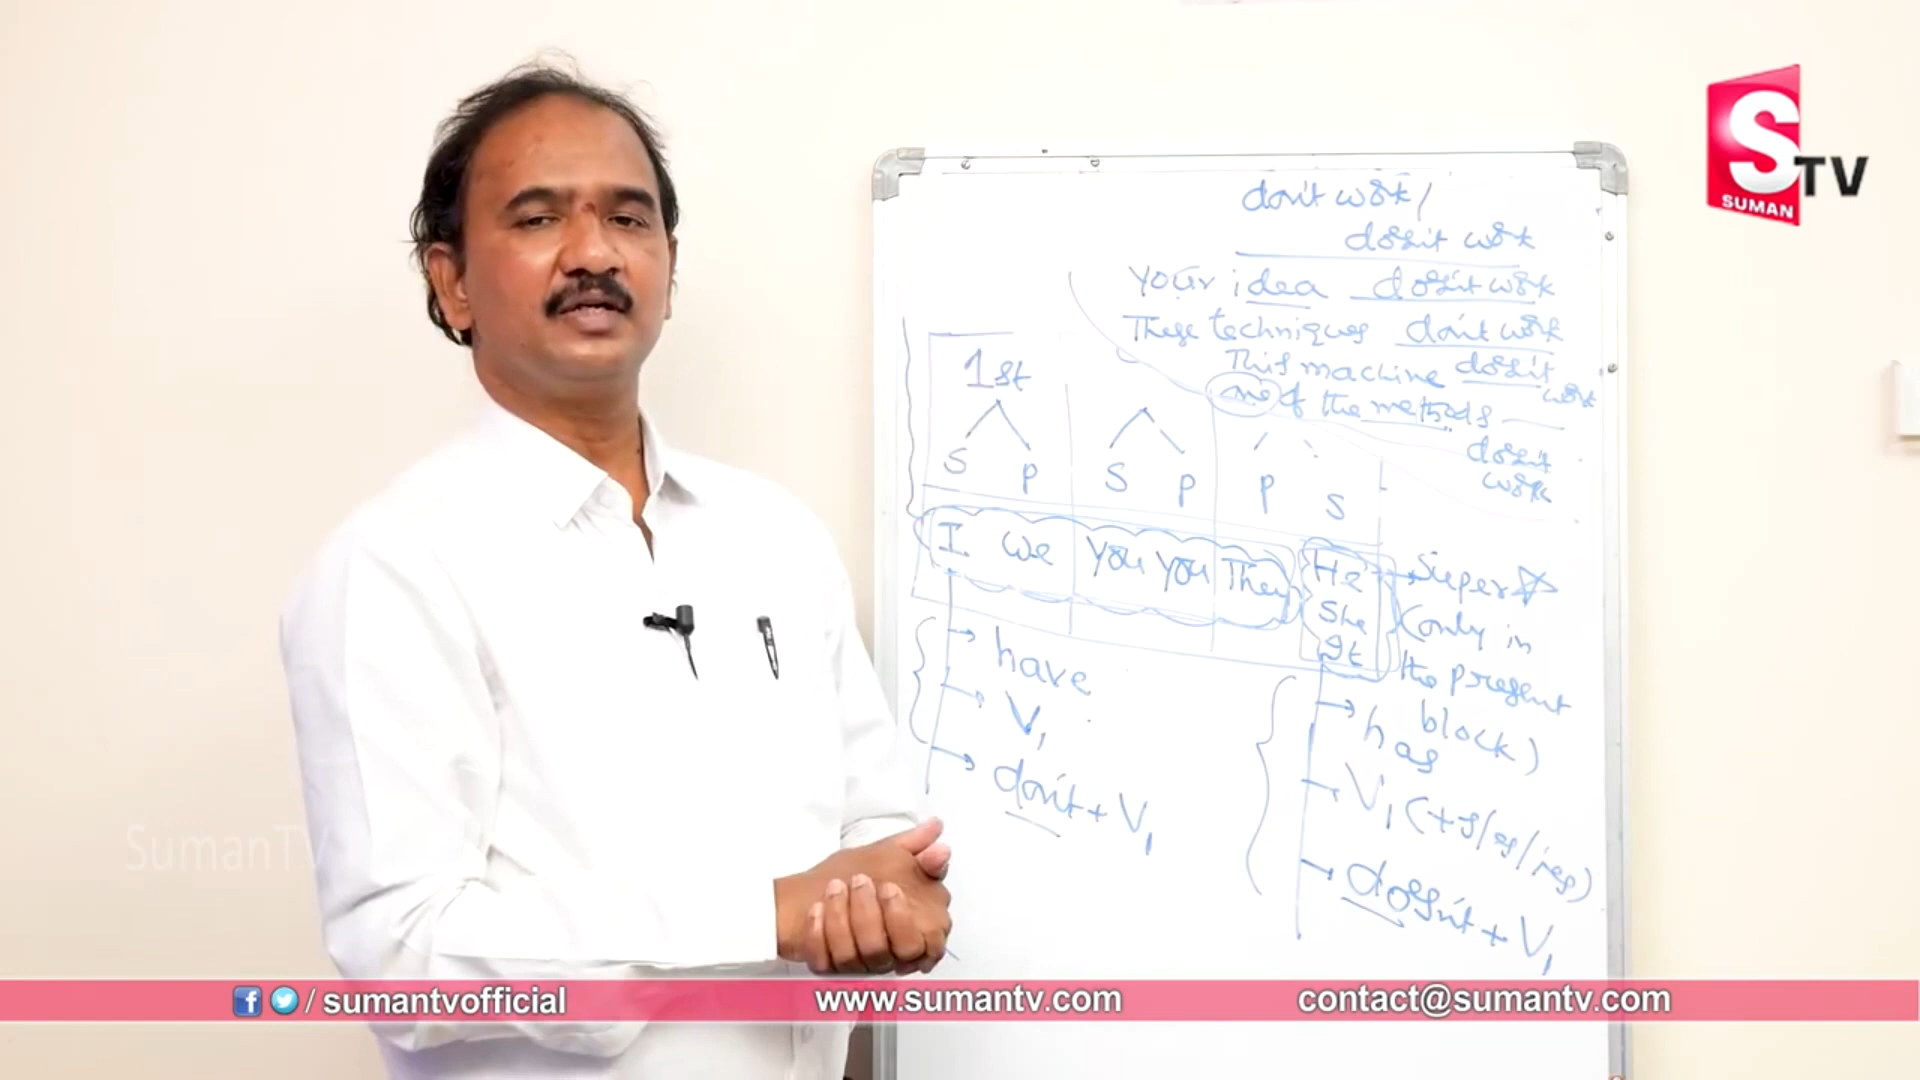 S TV
SUMAN
don't work /
doesn't work
Your idea doesn't work
These techniques don't work
This machine doesn't
work
one of the methods
doesn't
work
1st
S P S P P S
I We You You They He
She
It
Super
(only in
the present
block)
have
V1
don't + V1
has
V1 (+s/es/ies)
doesn't + V1
SumanTV
/ sumantvofficial
www.sumantv.com
contact@sumantv.com